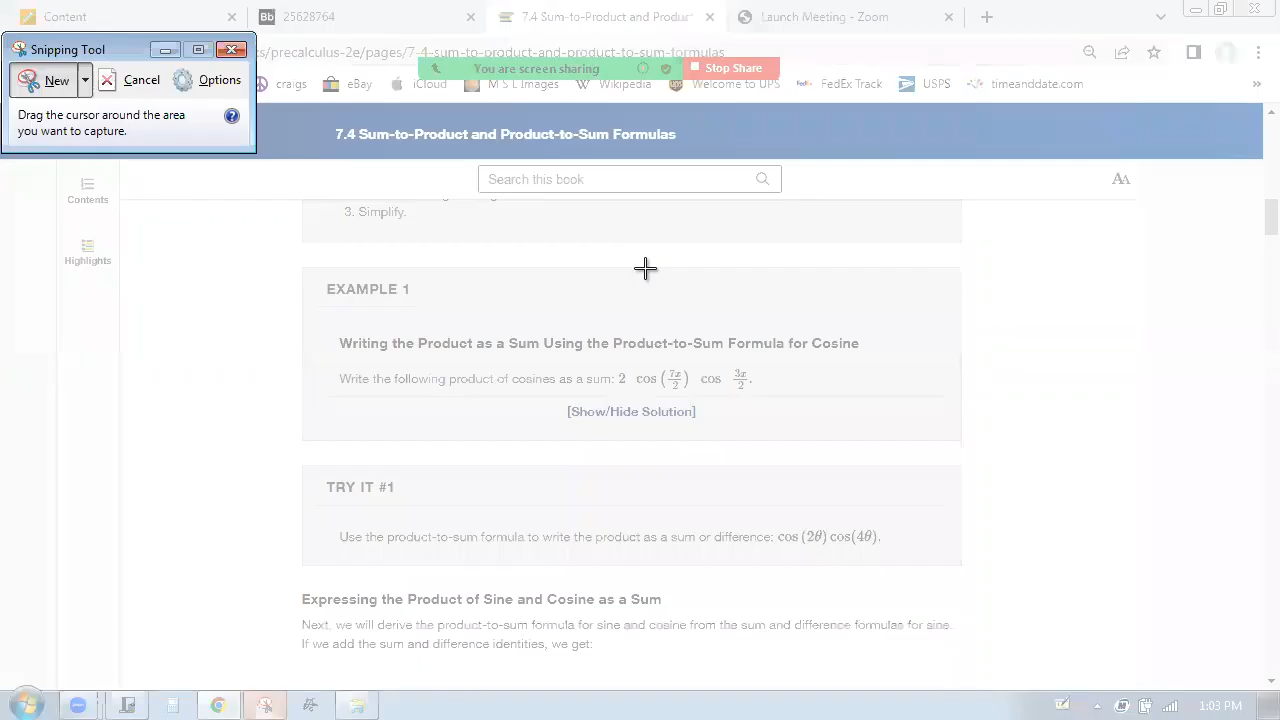 Content
25628764
7.4 Sum-to-Product and Product
Launch Meeting - Zoom
Snipping Tool
Cancel
Options
Drag the cursor around the area
you want to capture.
ts/precalculus-2e/pages/7-4-sum-to-product-and-product-to-sum-formulas
You are screen sharing
Stop Share
craigs
eBay
iCloud
M S L Images
Wikipedia
Welcome to UPS
FedEx Track
USPS
timeanddate.com
7.4 Sum-to-Product and Product-to-Sum Formulas
Search this book
Contents
Highlights
3. Simplify.
EXAMPLE 1
Writing the Product as a Sum Using the Product-to-Sum Formula for Cosine
Write the following product of cosines as a sum: 2 cos (7x/2) cos 3x/2.
[Show/Hide Solution]
TRY IT #1
Use the product-to-sum formula to write the product as a sum or difference: cos (2θ) cos(4θ).
Expressing the Product of Sine and Cosine as a Sum
Next, we will derive the product-to-sum formula for sine and cosine from the sum and difference formulas for sine.
If we add the sum and difference identities, we get:
1:03 PM